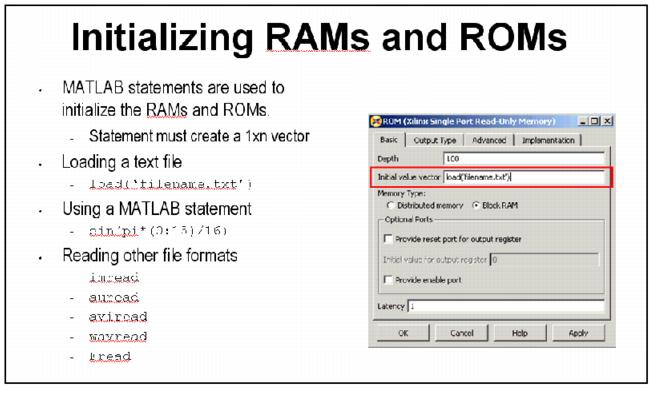 Initializing RAMs and ROMs
MATLAB statements are used to
initialize the RAMs and ROMs.
- Statement must create a 1xn vector
Loading a text file
- load('filename.txt')
Using a MATLAB statement
- sin(pi*(0:15)/16)
Reading other file formats
imread
- auread
- aviread
- wavread
- fread
ROM (Xilinx Single Port Read-Only Memory)
Basic Output Type Advanced Implementation
Depth 100
Initial value vector load('filename.txt')
Memory Type:
Distributed memory Block RAM
Optional Ports
Provide reset port for output register
Initial value for output register 0
Provide enable port
Latency 1
OK Cancel Help Apply